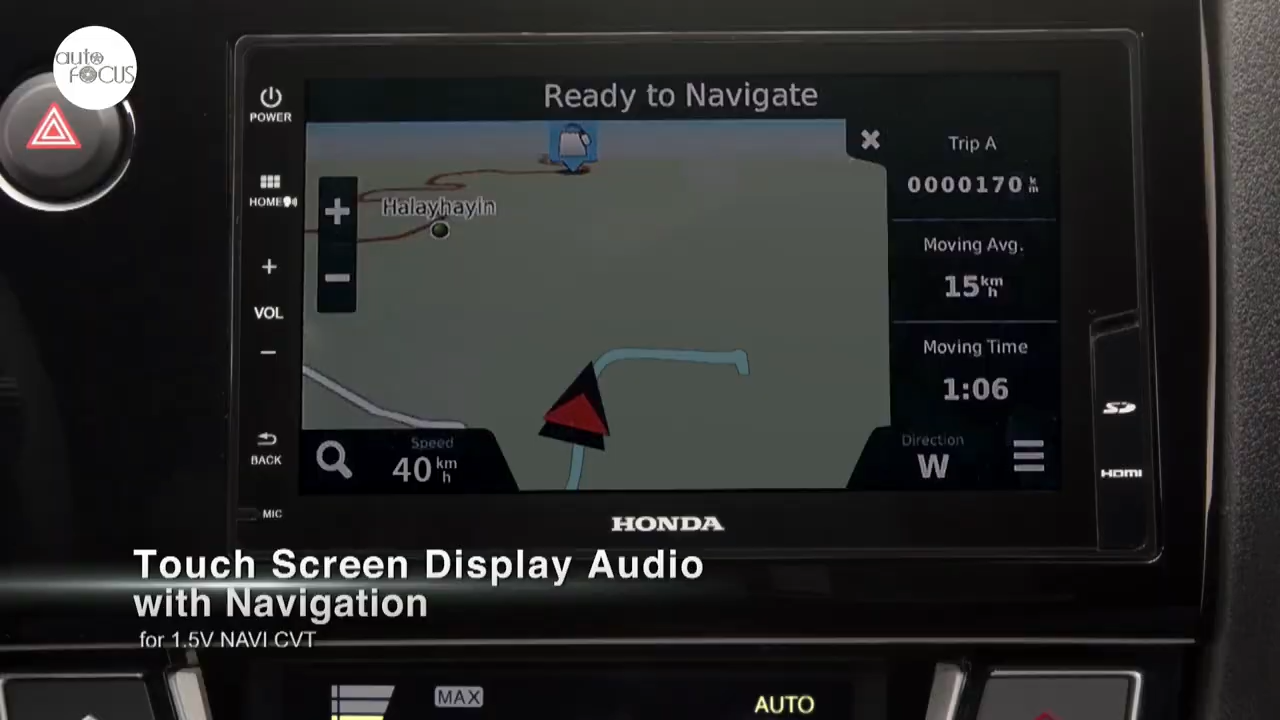 auto
FOCUS
POWER
HOME
VOL
BACK
MIC
Ready to Navigate
Halayhayin
+
−
Speed
40 km/h
Trip A
0000170 km
Moving Avg.
15 km/h
Moving Time
1:06
Direction
W
SD
HDMI
HONDA
Touch Screen Display Audio
with Navigation
for 1.5V NAVI CVT
MAX
AUTO